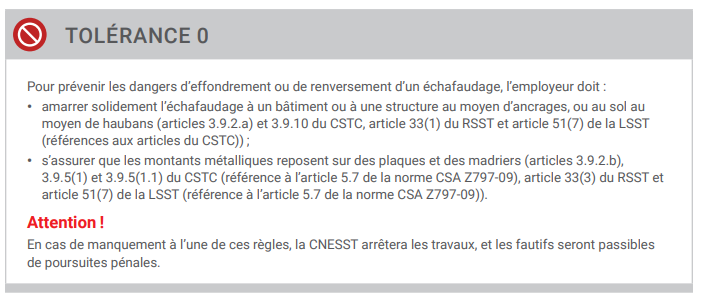 TOLÉRANCE 0
Pour prévenir les dangers d’effondrement ou de renversement d’un échafaudage, l’employeur doit :
• amarrer solidement l’échafaudage à un bâtiment ou à une structure au moyen d’ancrages, ou au sol au
moyen de haubans (articles 3.9.2.a) et 3.9.10 du CSTC, article 33(1) du RSST et article 51(7) de la LSST
(références aux articles du CSTC)) ;
• s’assurer que les montants métalliques reposent sur des plaques et des madriers (articles 3.9.2.b),
3.9.5(1) et 3.9.5(1.1) du CSTC (référence à l’article 5.7 de la norme CSA Z797-09), article 33(3) du RSST et
article 51(7) de la LSST (référence à l’article 5.7 de la norme CSA Z797-09)).
Attention !
En cas de manquement à l’une de ces règles, la CNESST arrêtera les travaux, et les fautifs seront passibles
de poursuites pénales.